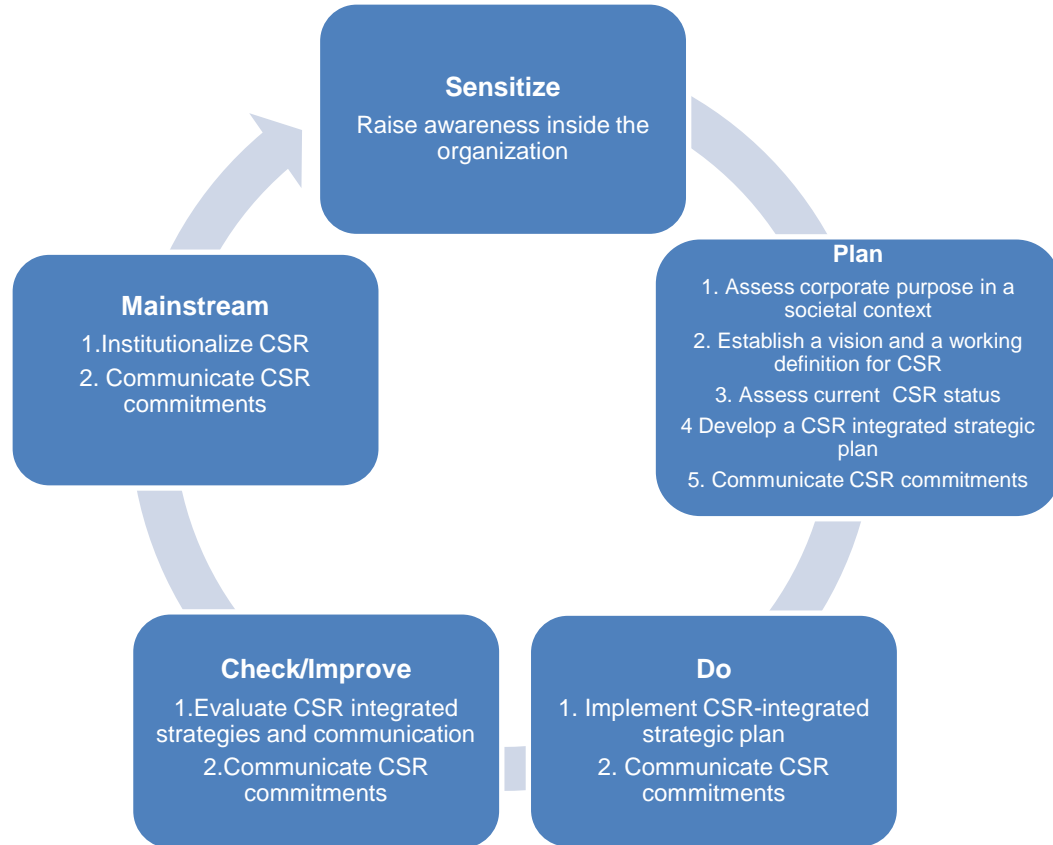 Sensitize
Raise awareness inside the
organization
Plan
1. Assess corporate purpose in a
societal context
2. Establish a vision and a working
definition for CSR
3. Assess current  CSR status
4 Develop a CSR integrated strategic
plan
5. Communicate CSR commitments
Do
1. Implement CSR-integrated
strategic plan
2. Communicate CSR
commitments
Check/Improve
1.Evaluate CSR integrated
strategies and communication
2.Communicate CSR
commitments
Mainstream
1.Institutionalize CSR
2. Communicate CSR
commitments